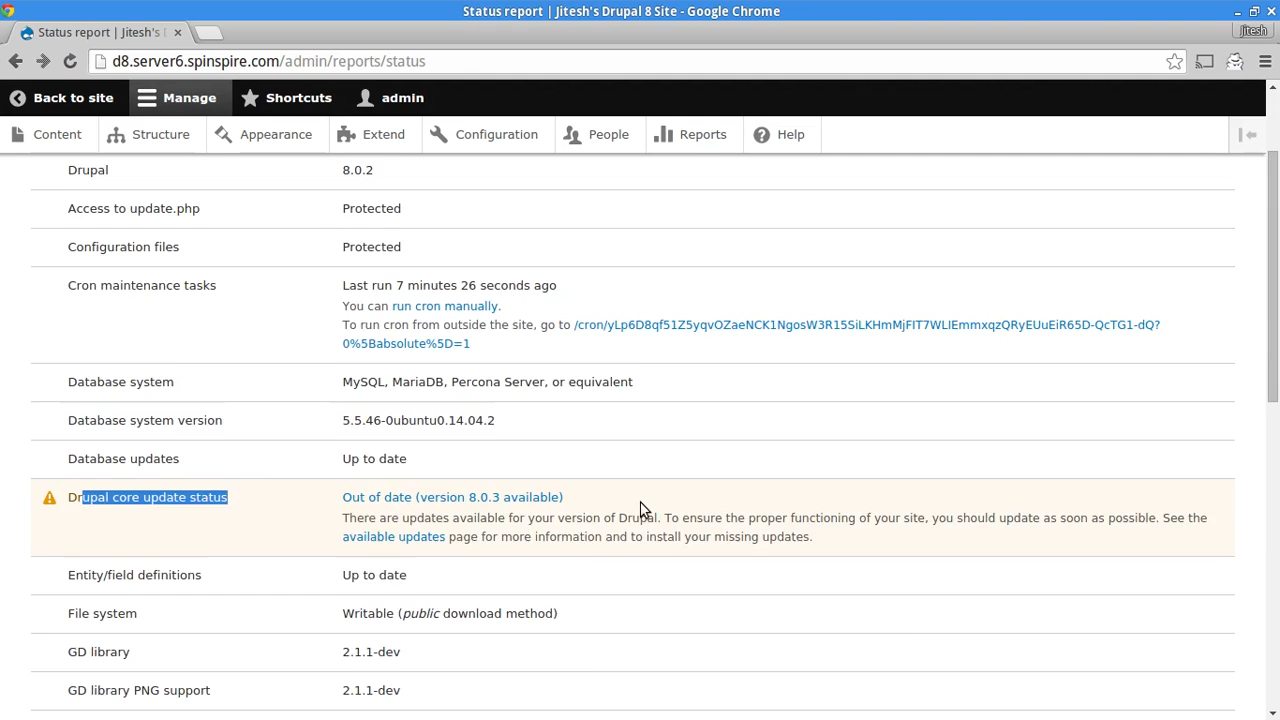 Status report | Jitesh's Drupal 8 Site - Google Chrome
Status report | Jitesh's
Jitesh
d8.server6.spinspire.com/admin/reports/status
Back to site Manage Shortcuts admin
Content Structure Appearance Extend Configuration People Reports Help
Drupal 8.0.2
Access to update.php Protected
Configuration files Protected
Cron maintenance tasks Last run 7 minutes 26 seconds ago
You can run cron manually.
To run cron from outside the site, go to /cron/yLp6D8qf51Z5yqvOZaeNCK1NgosW3R15SiLKHmMjFIT7WLIEmmxqzQRyEUuEiR65D-QcTG1-dQ?
0%5Babsolute%5D=1
Database system MySQL, MariaDB, Percona Server, or equivalent
Database system version 5.5.46-0ubuntu0.14.04.2
Database updates Up to date
Drupal core update status Out of date (version 8.0.3 available)
There are updates available for your version of Drupal. To ensure the proper functioning of your site, you should update as soon as possible. See the
available updates page for more information and to install your missing updates.
Entity/field definitions Up to date
File system Writable (public download method)
GD library 2.1.1-dev
GD library PNG support 2.1.1-dev